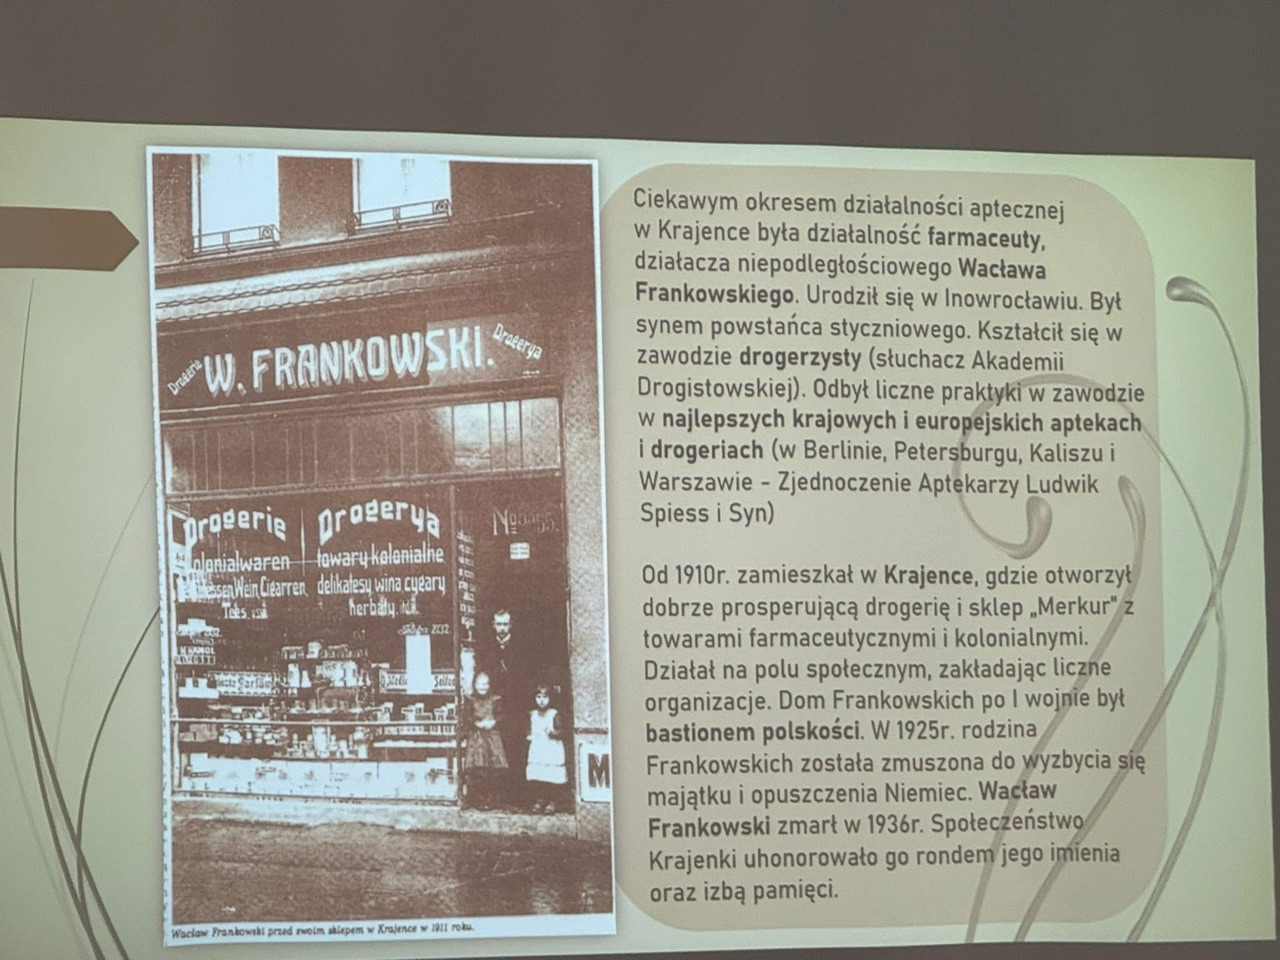 Ciekawym okresem działalności aptecznej
w Krajence była działalność farmaceuty,
działacza niepodległościowego Wacława
Frankowskiego. Urodził się w Inowrocławiu. Był
synem powstańca styczniowego. Kształcił się w
zawodzie drogerzysty (słuchacz Akademii
Drogistowskiej). Odbył liczne praktyki w zawodzie
w najlepszych krajowych i europejskich aptekach
i drogeriach (w Berlinie, Petersburgu, Kaliszu i
Warszawie - Zjednoczenie Aptekarzy Ludwik
Spiess i Syn)
Od 1910r. zamieszkał w Krajence, gdzie otworzył
dobrze prosperującą drogerię i sklep „Merkur" z
towarami farmaceutycznymi i kolonialnymi.
Działał na polu społecznym, zakładając liczne
organizacje. Dom Frankowskich po I wojnie był
bastionem polskości. W 1925r. rodzina
Frankowskich została zmuszona do wyzbycia się
majątku i opuszczenia Niemiec. Wacław
Frankowski zmarł w 1936r. Społeczeństwo
Krajenki uhonorowało go rondem jego imienia
oraz izbą pamięci.
Drogerie W. FRANKOWSKI. Drogerya
Drogerie
olonialwaren
Wein Cigarren
Tees
Drogerya
towary kolonialne
delikatesy wina cygary
herbaty
No
Seifen
M
Wacław Frankowski przed swoim sklepem w Krajence w 1911 roku.